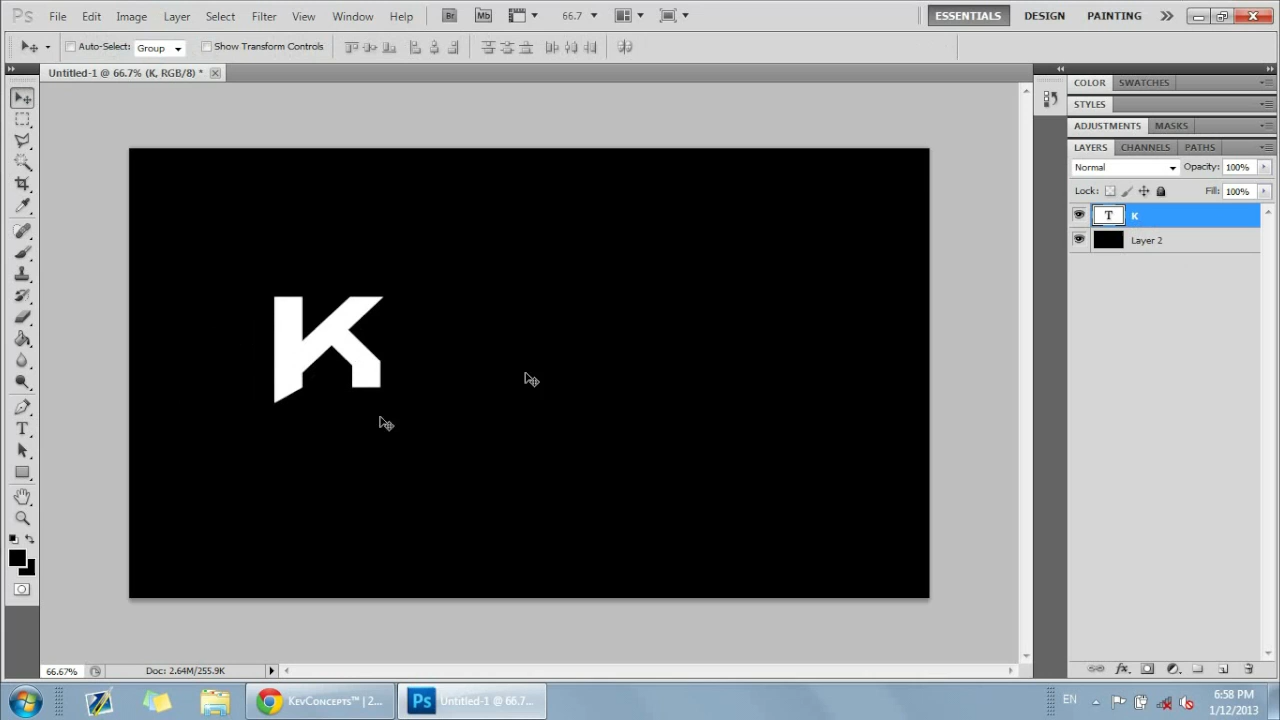 Ps File Edit Image Layer Select Filter View Window Help Br Mb 66.7 ESSENTIALS DESIGN PAINTING
Auto-Select: Group Show Transform Controls
Untitled-1 @ 66.7% (K, RGB/8) *
COLOR SWATCHES
STYLES
ADJUSTMENTS MASKS
LAYERS CHANNELS PATHS
Normal Opacity: 100%
Lock: Fill: 100%
T K
Layer 2
K
T
66.67% Doc: 2.64M/255.9K
fx
KevConcepts™ | 2... Ps Untitled-1 @ 66.7... EN 6:58 PM
1/12/2013